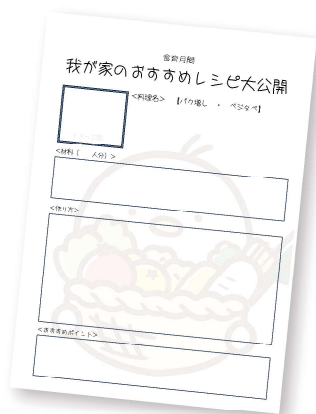 食育月間
我が家のおすすめレシピ大公開
<料理名> 【パク増し ・ ベジタべ】
<材料( 人分)>
<作り方>
<おすすめポイント>